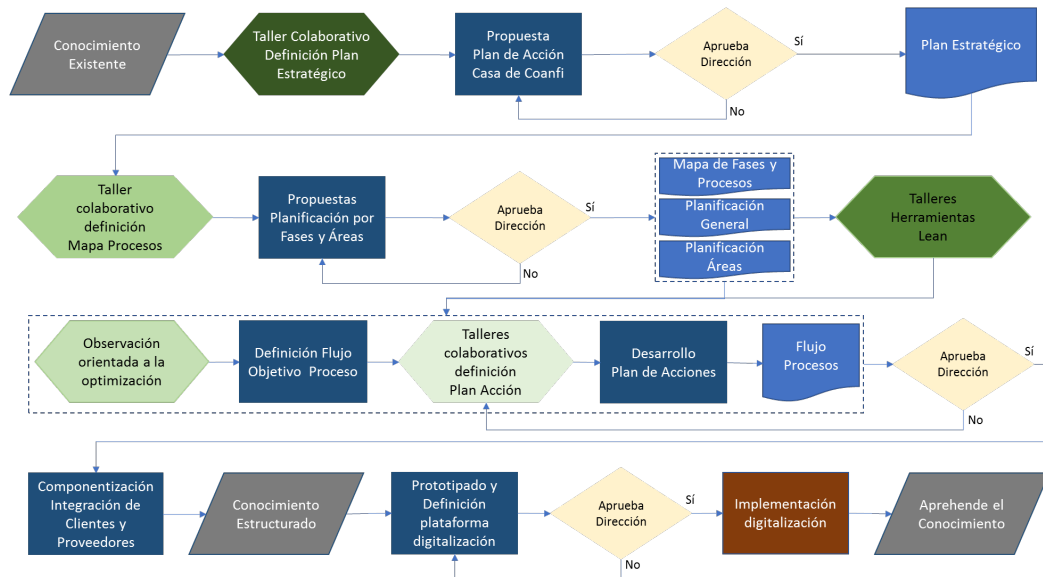 Conocimiento
Existente
Taller Colaborativo
Definición Plan
Estratégico
Propuesta
Plan de Acción
Casa de Coanfi
Aprueba
Dirección
Sí
No
Plan Estratégico
Taller
colaborativo
definición
Mapa Procesos
Propuestas
Planificación por
Fases y Áreas
Aprueba
Dirección
Sí
No
Mapa de Fases y
Procesos
Planificación
General
Planificación
Áreas
Talleres
Herramientas
Lean
Observación
orientada a la
optimización
Definición Flujo
Objetivo Proceso
Talleres
colaborativos
definición
Plan Acción
Desarrollo
Plan de Acciones
Flujo
Procesos
Aprueba
Dirección
Sí
No
Componentización
Integración de
Clientes y
Proveedores
Conocimiento
Estructurado
Prototipado y
Definición
plataforma
digitalización
Aprueba
Dirección
Sí
No
Implementación
digitalización
Aprehende el
Conocimiento